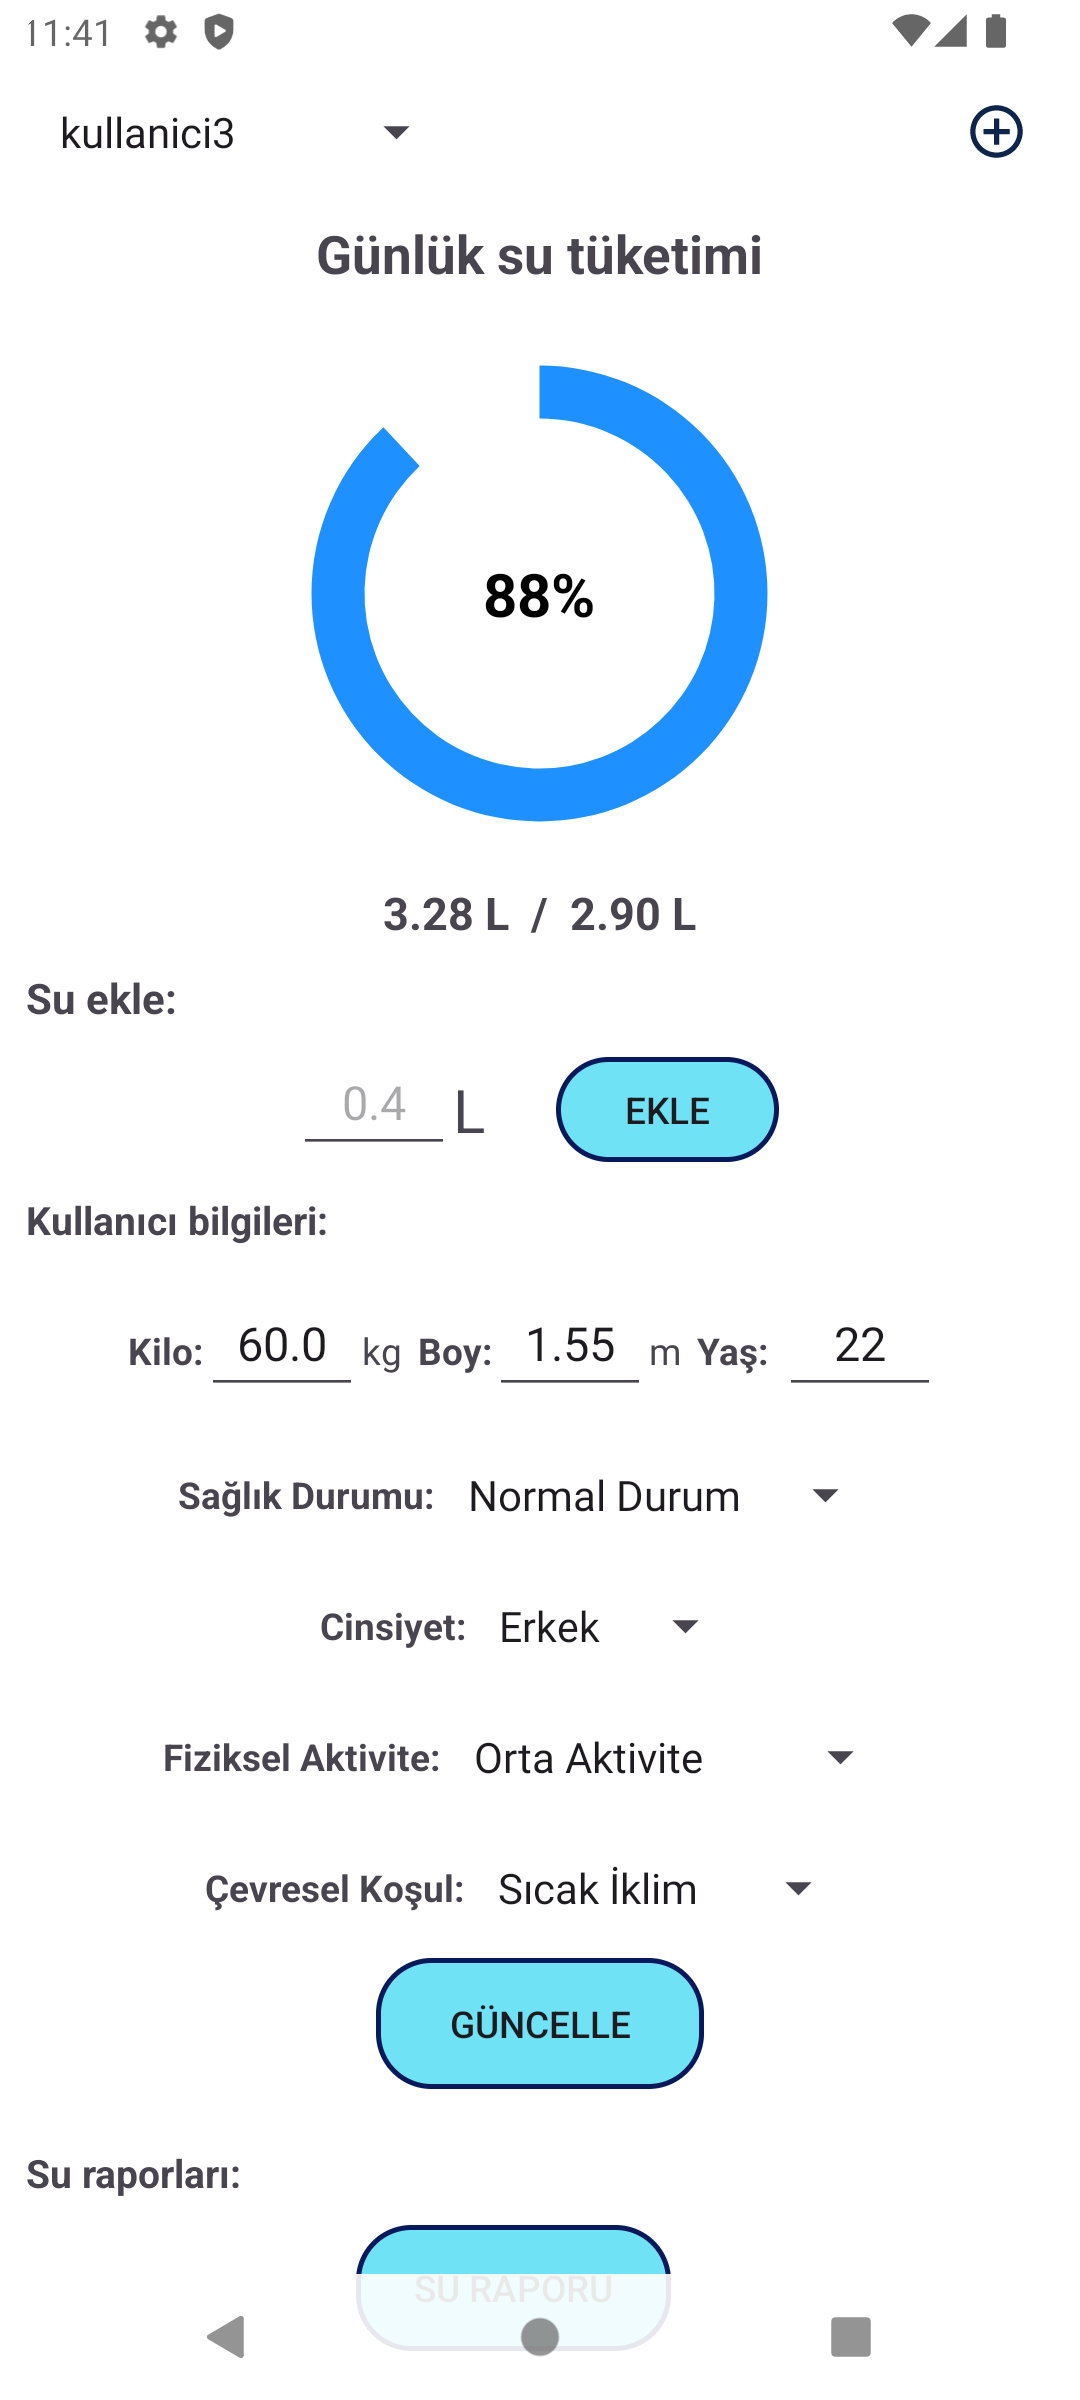 11:41
kullanici3
Günlük su tüketimi
88%
3.28 L / 2.90 L
Su ekle:
0.4 L EKLE
Kullanıcı bilgileri:
Kilo: 60.0 kg Boy: 1.55 m Yaş: 22
Sağlık Durumu: Normal Durum
Cinsiyet: Erkek
Fiziksel Aktivite: Orta Aktivite
Çevresel Koşul: Sıcak İklim
GÜNCELLE
Su raporları:
SU RAPORU